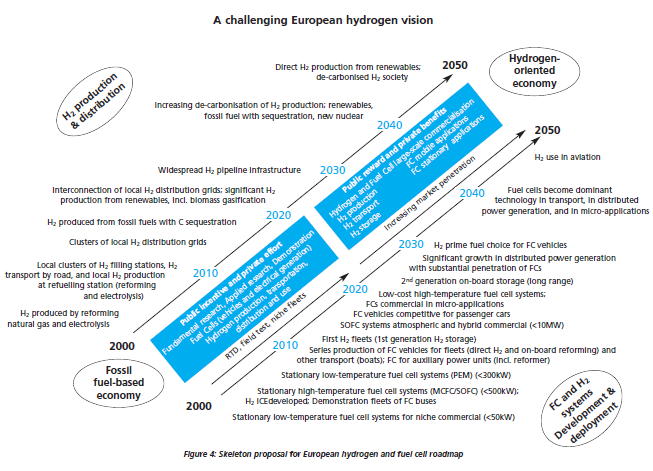 A challenging European hydrogen vision
H₂ production
& distribution
Direct H₂ production from renewables;
de-carbonised H₂ society
2050
Hydrogen-
oriented
economy
Increasing de-carbonisation of H₂ production; renewables,
fossil fuel with sequestration, new nuclear
2040
Widespread H₂ pipeline infrastructure
2030
Interconnection of local H₂ distribution grids; significant H₂
production from renewables, incl. biomass gasification
2020
H₂ produced from fossil fuels with C sequestration
Clusters of local H₂ distribution grids
Local clusters of H₂ filling stations, H₂
transport by road, and local H₂ production
at refuelling station (reforming
and electrolysis)
2010
H₂ produced by reforming
natural gas and electrolysis
2000
Fossil
fuel-based
economy
Public reward and private benefits
Hydrogen and Fuel Cell large-scale commercialisation
H₂ production
H₂ transport
H₂ storage
FC mobile applications
FC stationary applications
Public incentive and private effort
Fundamental research, Applied research, Demonstration
Fuel Cells (vehicles and electrical generation)
Hydrogen production, transportation,
distribution and use
RTD, field test, niche fleets
Increasing market penetration
2050
H₂ use in aviation
2040
Fuel cells become dominant
technology in transport, in distributed
power generation, and in micro-applications
2030
H₂ prime fuel choice for FC vehicles
Significant growth in distributed power generation
with substantial penetration of FCs
2nd generation on-board storage (long range)
2020
Low-cost high-temperature fuel cell systems;
FCs commercial in micro-applications
FC vehicles competitive for passenger cars
SOFC systems atmospheric and hybrid commercial (<10MW)
First H₂ fleets (1st generation H₂ storage)
2010
Series production of FC vehicles for fleets (direct H₂ and on-board reforming) and
other transport (boats); FC for auxiliary power units (incl. reformer)
Stationary low-temperature fuel cell systems (PEM) (<300kW)
Stationary high-temperature fuel cell systems (MCFC/SOFC) (<500kW);
H₂ ICEdeveloped; Demonstration fleets of FC buses
2000
Stationary low-temperature fuel cell systems for niche commercial (<50kW)
FC and H₂
systems
Development &
deployment
Figure 4: Skeleton proposal for European hydrogen and fuel cell roadmap